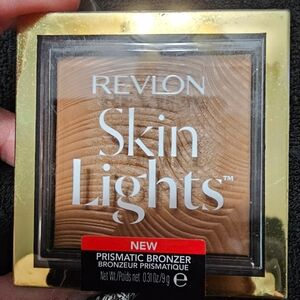 REVLON
Skin
Lights™
NEW
PRISMATIC BRONZER
BRONZEUR PRISMATIQUE
Net Wt./Poids net 0.31 Oz/9 g ℮